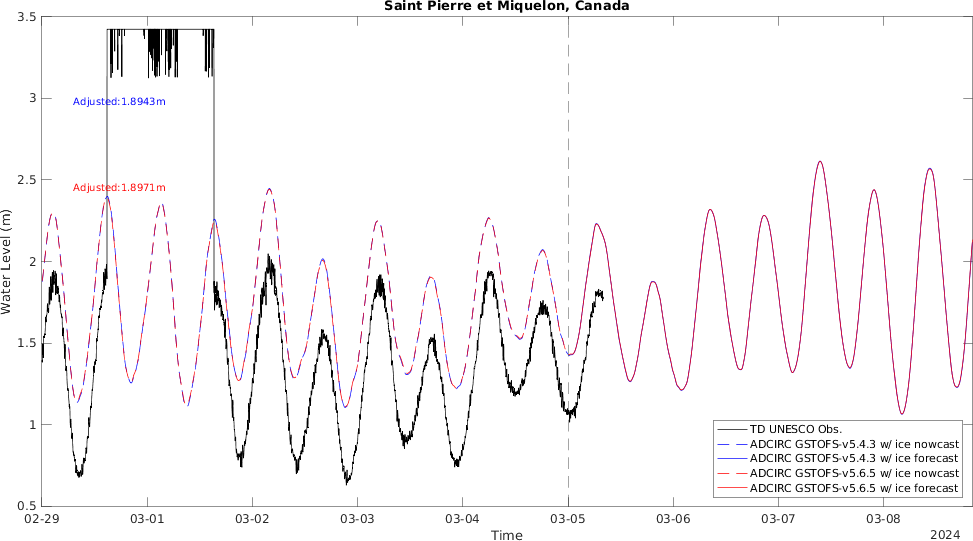 Saint Pierre et Miquelon, Canada
3.5
3
2.5
2
1.5
1
0.5
Water Level (m)
Adjusted:1.8943m
Adjusted:1.8971m
TD UNESCO Obs.
ADCIRC GSTOFS-v5.4.3 w/ ice nowcast
ADCIRC GSTOFS-v5.4.3 w/ ice forecast
ADCIRC GSTOFS-v5.6.5 w/ ice nowcast
ADCIRC GSTOFS-v5.6.5 w/ ice forecast
02-29 03-01 03-02 03-03 03-04 03-05 03-06 03-07 03-08
Time
2024